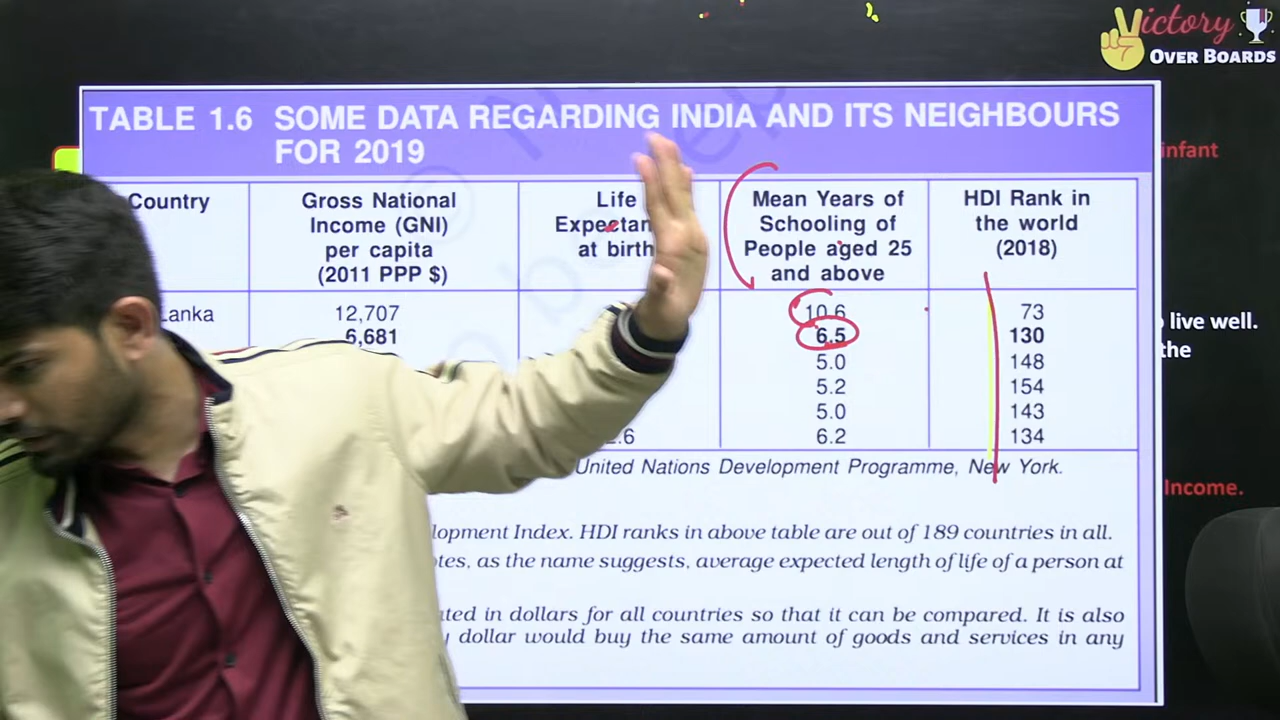 Victory
OVER BOARDS
TABLE 1.6 SOME DATA REGARDING INDIA AND ITS NEIGHBOURS
FOR 2019
infant
Country
Gross National
Income (GNI)
per capita
(2011 PPP $)
Life
at birth
Mean Years of
Schooling of
People aged 25
and above
HDI Rank in
the world
(2018)
Lanka 12,707 10.6 73
6,681 6.5 130
5.0 148
5.2 154
5.0 143
6.2 134
live well.
the
United Nations Development Programme, New York.
Income.
Index. HDI ranks in above table are out of 189 countries in all.
as the name suggests, average expected length of life of a person at
in dollars for all countries so that it can be compared. It is also
dollar would buy the same amount of goods and services in any